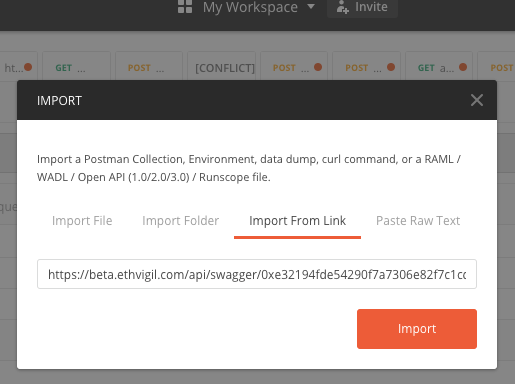 My Workspace
Invite
ht...
GET ...
POST ...
[CONFLICT]
POST ...
POST ...
GET a...
POST
IMPORT
Import a Postman Collection, Environment, data dump, curl command, or a RAML /
WADL / Open API (1.0/2.0/3.0) / Runscope file.
Import File
Import Folder
Import From Link
Paste Raw Text
https://beta.ethvigil.com/api/swagger/0xe32194fde54290f7a7306e82f7c1cc
Import